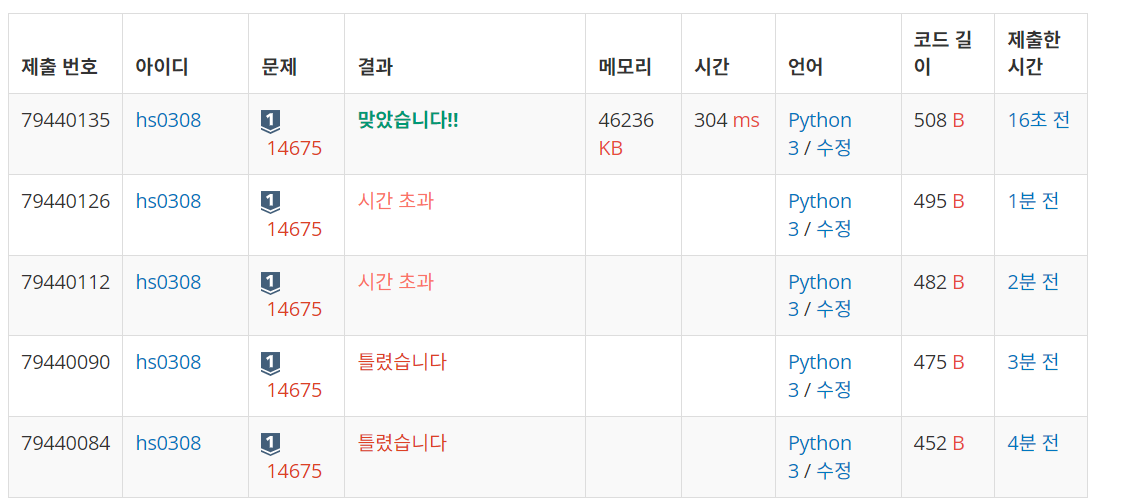 제출 번호 아이디 문제 결과 메모리 시간 언어 코드 길이 제출한 시간
79440135 hs0308 1 14675 맞았습니다!! 46236 KB 304 ms Python 3 / 수정 508 B 16초 전
79440126 hs0308 1 14675 시간 초과 Python 3 / 수정 495 B 1분 전
79440112 hs0308 1 14675 시간 초과 Python 3 / 수정 482 B 2분 전
79440090 hs0308 1 14675 틀렸습니다 Python 3 / 수정 475 B 3분 전
79440084 hs0308 1 14675 틀렸습니다 Python 3 / 수정 452 B 4분 전